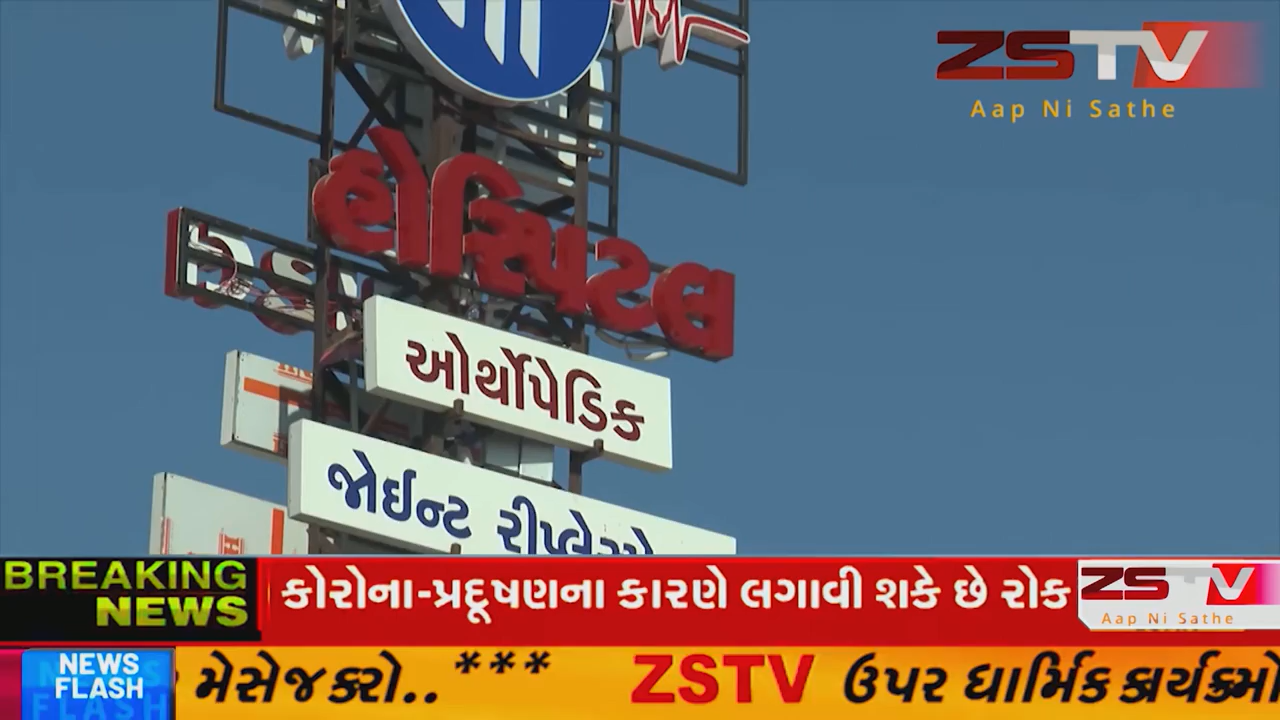 ZSTV
Aap Ni Sathe
હોસ્પિટલ
ઓર્થોપેડિક
જોઈન્ટ રીપ્લેસમે
BREAKING
NEWS
કોરોના-પ્રદૂષણના કારણે લગાવી શકે છે રોક
ZSTV
Aap Ni Sathe
NEWS
FLASH
મેસેજ કરો.. *** ZSTV ઉપર ધાર્મિક કાર્યક્રમો